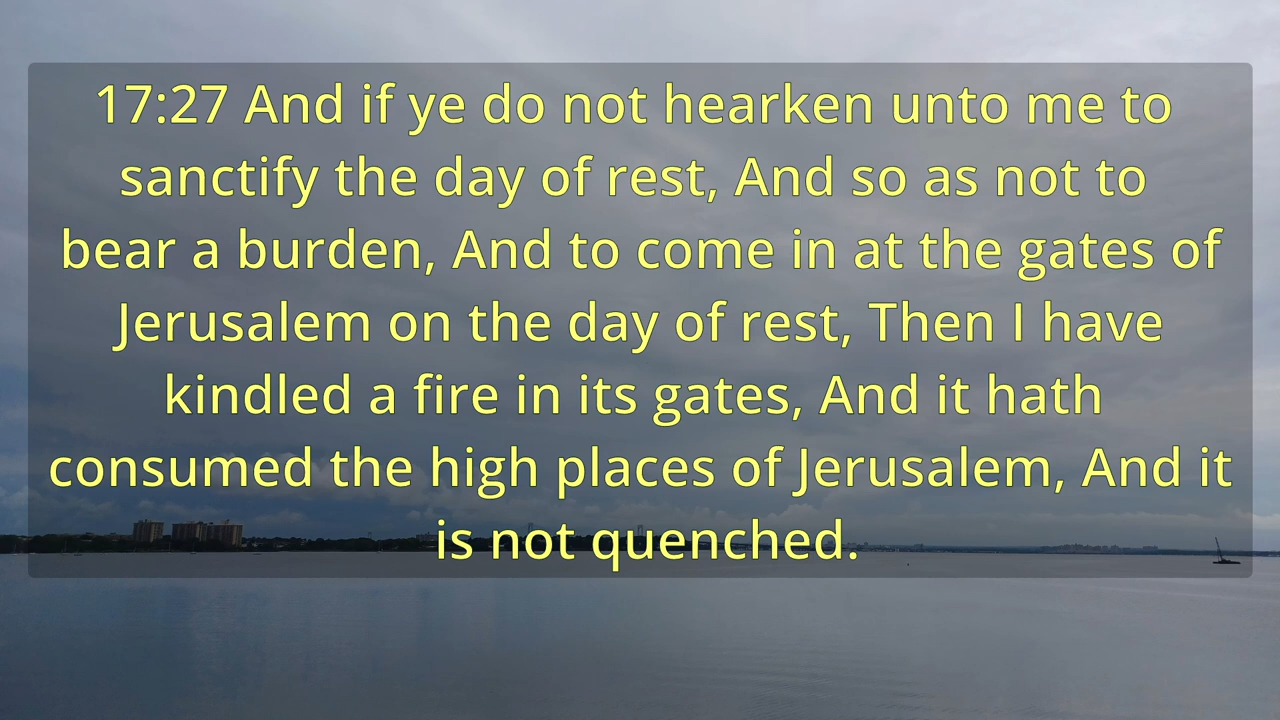 17:27 And if ye do not hearken unto me to
sanctify the day of rest, And so as not to
bear a burden, And to come in at the gates of
Jerusalem on the day of rest, Then I have
kindled a fire in its gates, And it hath
consumed the high places of Jerusalem, And it
is not quenched.